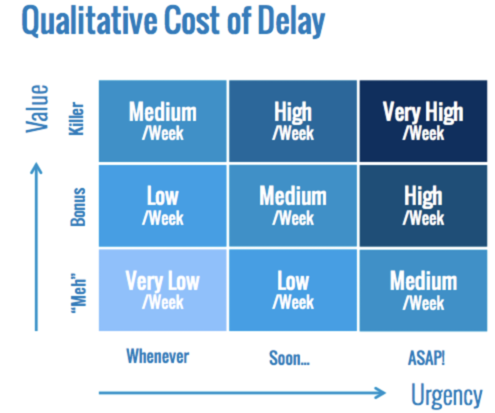 Qualitative Cost of Delay
Value
Killer
Medium
/Week
High
/Week
Very High
/Week
Bonus
Low
/Week
Medium
/Week
High
/Week
"Meh"
Very Low
/Week
Low
/Week
Medium
/Week
Whenever
Soon...
ASAP!
Urgency